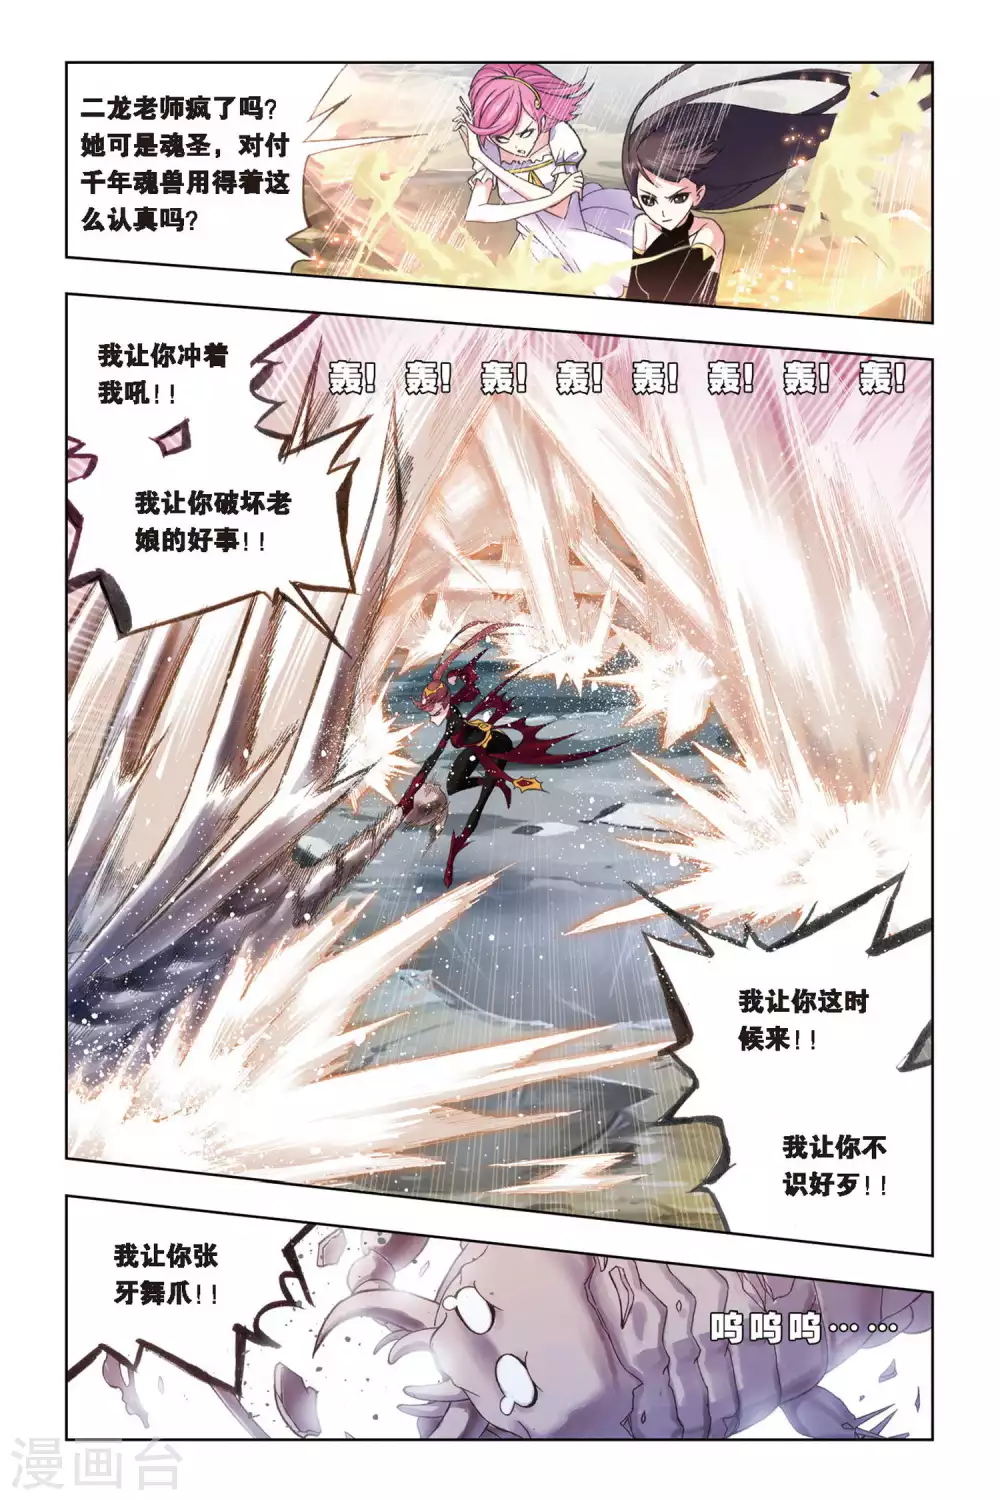 二龙老师疯了吗?
她可是魂圣，对付
千年魂兽用得着这
么认真吗?
我让你冲着
我吼!!
轰! 轰! 轰! 轰! 轰! 轰! 轰! 轰!
我让你破坏老
娘的好事!!
我让你这时
候来!!
我让你不
识好歹!!
我让你张
牙舞爪!!
呜呜呜……
漫画台